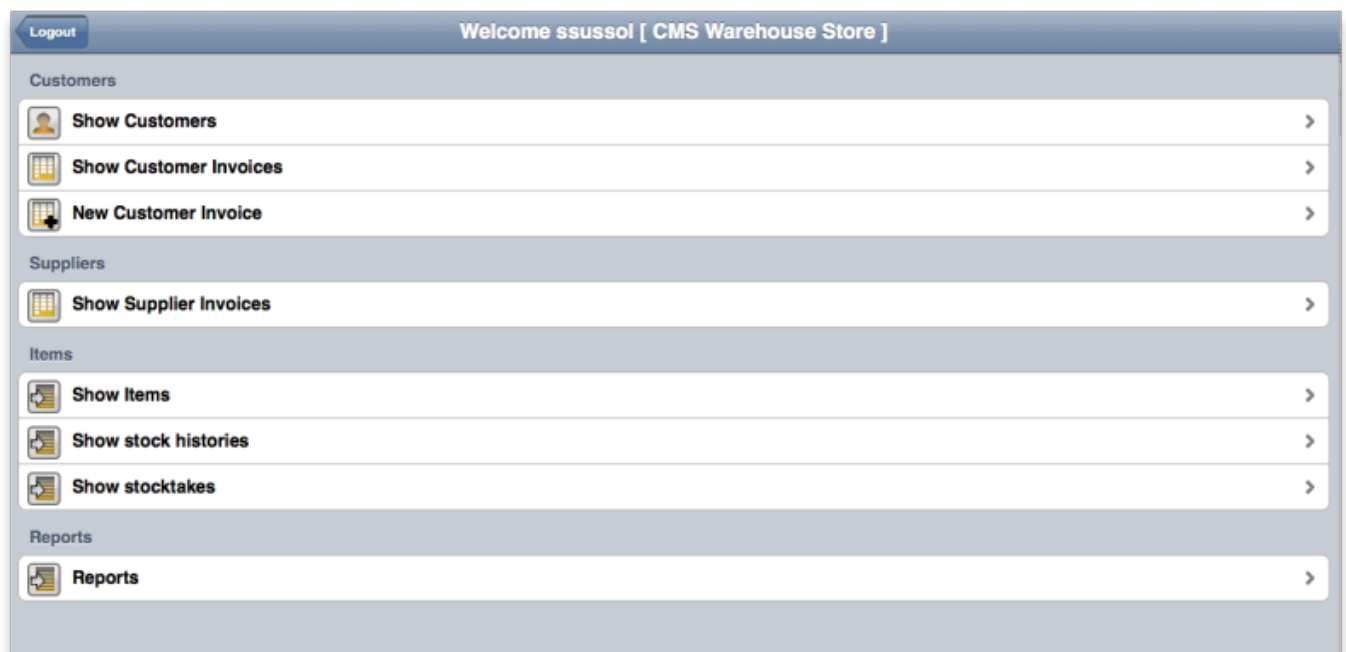 Logout
Welcome ssussol [ CMS Warehouse Store ]
Customers
Show Customers
Show Customer Invoices
New Customer Invoice
Suppliers
Show Supplier Invoices
Items
Show Items
Show stock histories
Show stocktakes
Reports
Reports